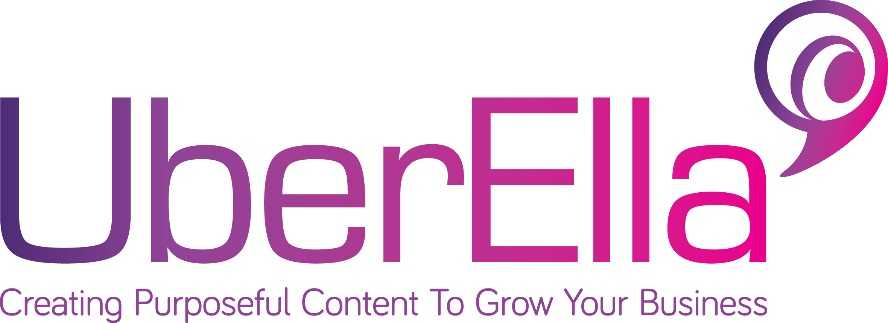 UberElla
Creating Purposeful Content To Grow Your Business